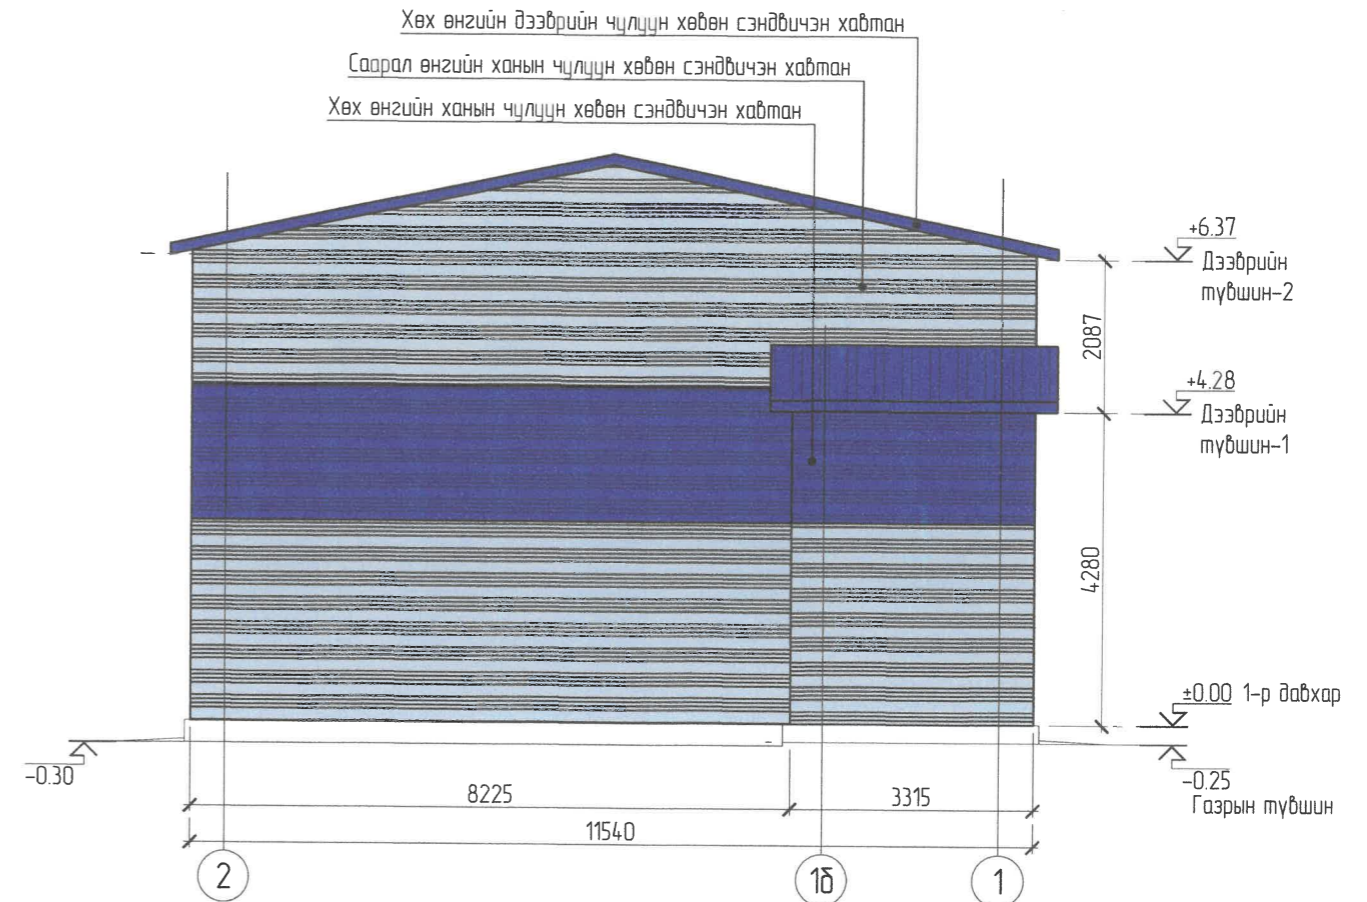 Хөх өнгийн дээврийн чулуун хөвөн сэндвичэн хавтан
Саарал өнгийн ханын чулуун хөвөн сэндвичэн хавтан
Хөх өнгийн ханын чулуун хөвөн сэндвичэн хавтан
+6.37
Дээврийн
түвшин-2
2087
+4.28
Дээврийн
түвшин-1
4280
±0.00 1-р давхар
-0.30
-0.25
Газрын түвшин
8225
3315
11540
2
1б
1